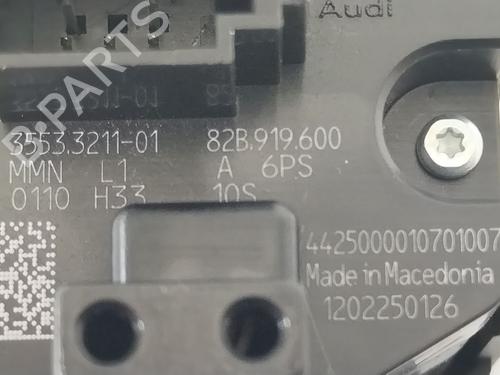 Audi
B-PARTS
3553.3211-01 82B.919.600
MMN L1 A 6PS
0110 H33 10S
4425000010701007
Made in Macedonia
1202250126